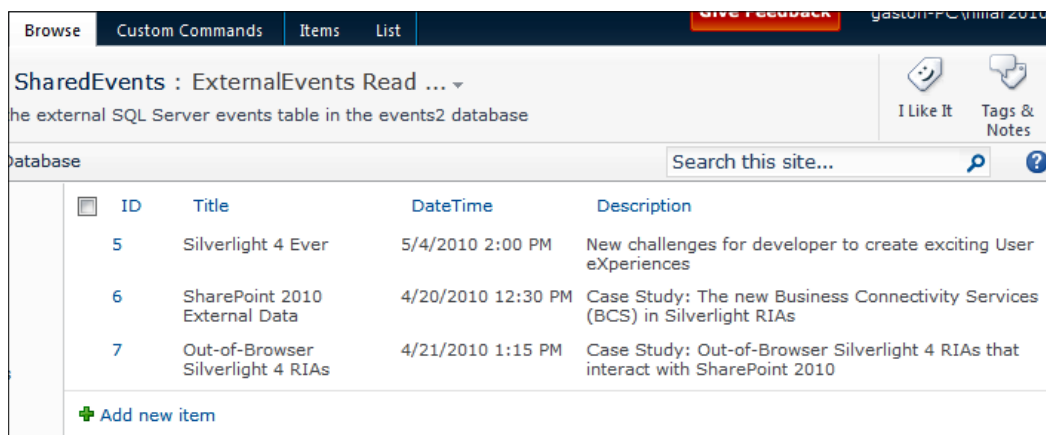 Give Feedback
gaston-PC\hillar2010
Browse Custom Commands Items List
SharedEvents : ExternalEvents Read ...
he external SQL Server events table in the events2 database
I Like It
Tags &
Notes
Database
Search this site...
ID Title DateTime Description
5 Silverlight 4 Ever 5/4/2010 2:00 PM New challenges for developer to create exciting User
eXperiences
6 SharePoint 2010 4/20/2010 12:30 PM Case Study: The new Business Connectivity Services
External Data (BCS) in Silverlight RIAs
7 Out-of-Browser 4/21/2010 1:15 PM Case Study: Out-of-Browser Silverlight 4 RIAs that
Silverlight 4 RIAs interact with SharePoint 2010
Add new item